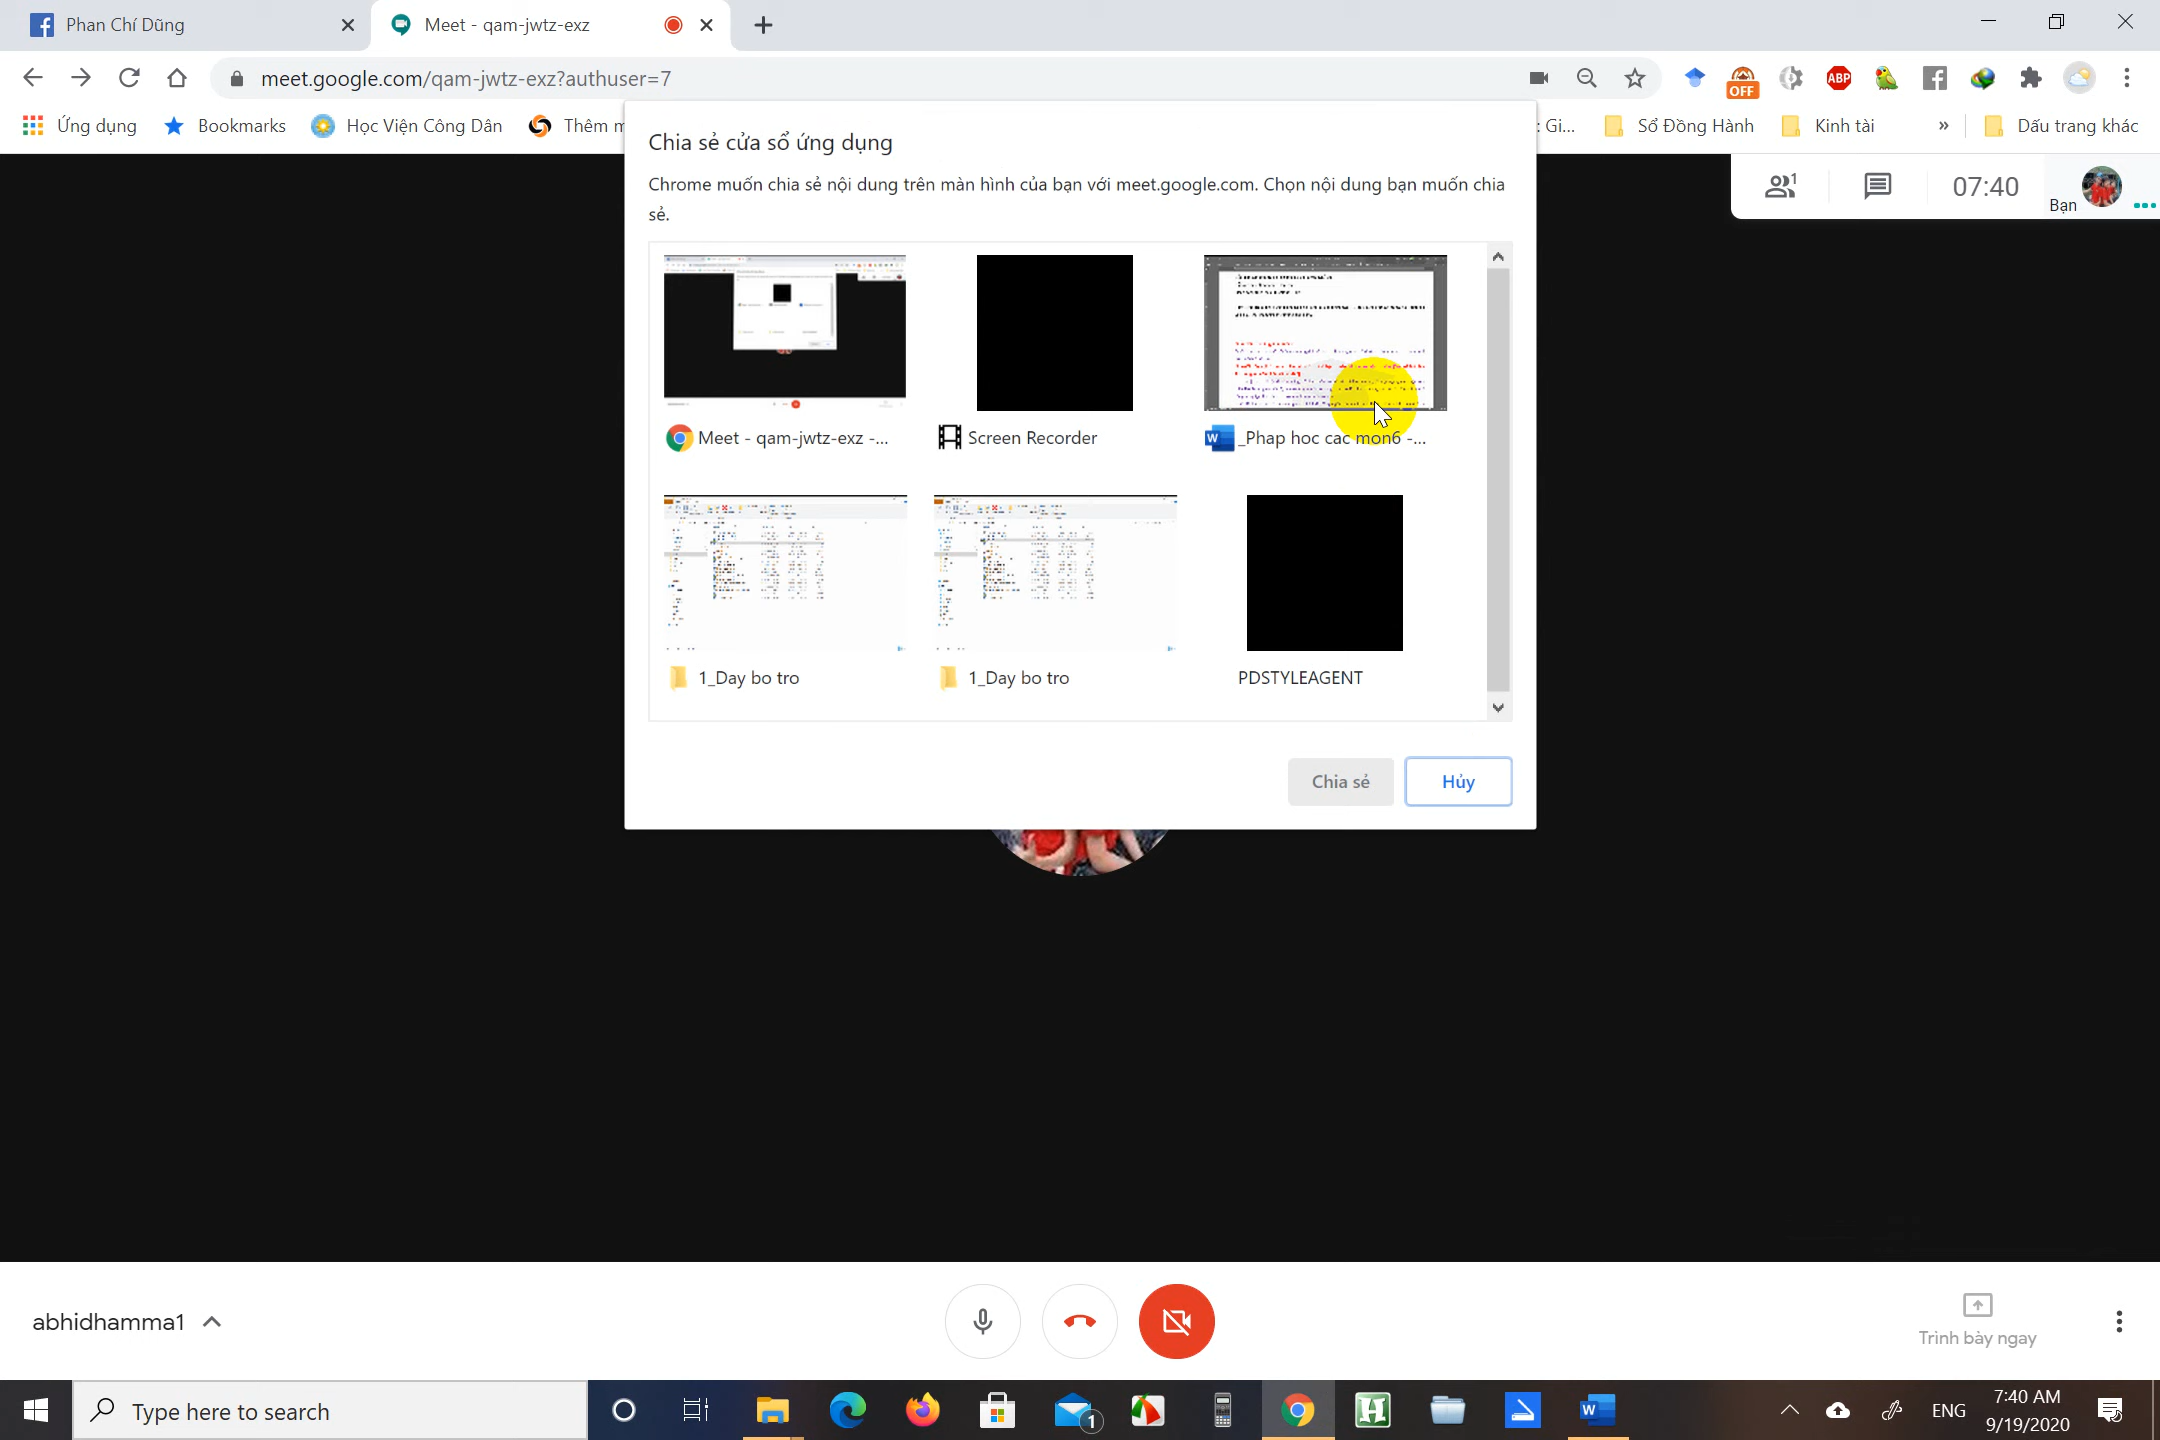 Phan Chí Dũng
Meet - qam-jwtz-exz
meet.google.com/qam-jwtz-exz?authuser=7
OFF
ABP
Ứng dụng
Bookmarks
Học Viện Công Dân
Thêm
: Gi...
Sổ Đồng Hành
Kinh tài
»
Dấu trang khác
Chia sẻ cửa sổ ứng dụng
Chrome muốn chia sẻ nội dung trên màn hình của bạn với meet.google.com. Chọn nội dung bạn muốn chia
sẻ.
1
07:40
Bạn
Meet - qam-jwtz-exz -...
Screen Recorder
_Phap hoc cac mon6 -...
1_Day bo tro
1_Day bo tro
PDSTYLEAGENT
Chia sẻ
Hủy
abhidhamma1
Trình bày ngay
Type here to search
1
ENG
7:40 AM
9/19/2020